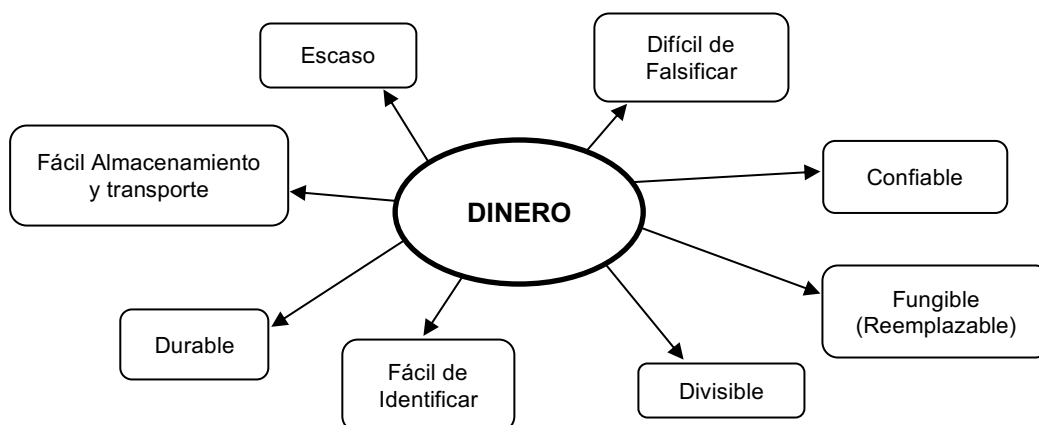 Escaso
Difícil de
Falsificar
Fácil Almacenamiento
y transporte
Confiable
DINERO
Fungible
(Reemplazable)
Durable
Fácil de
Identificar
Divisible